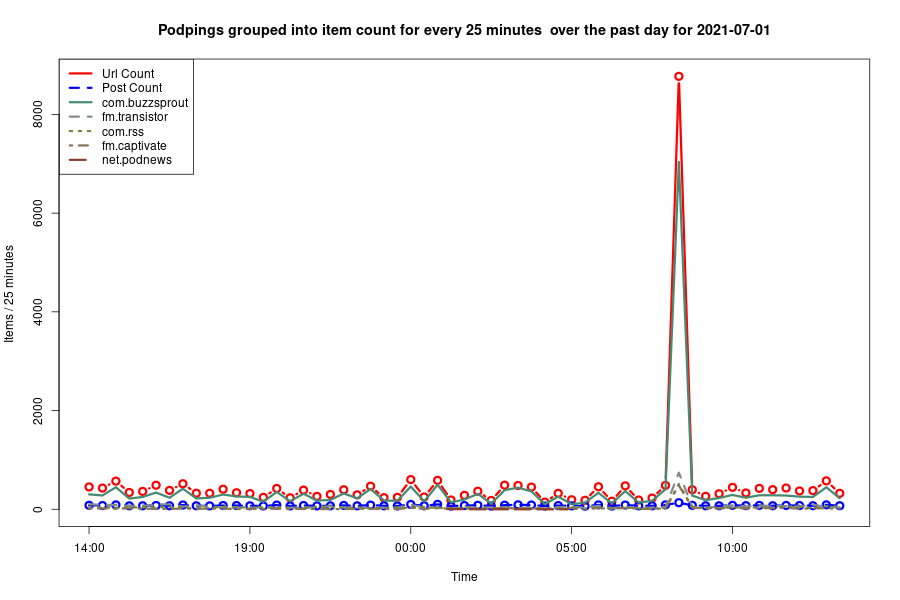 Podpings grouped into item count for every 25 minutes  over the past day for 2021-07-01
Url Count
Post Count
com.buzzsprout
fm.transistor
com.rss
fm.captivate
net.podnews
Items / 25 minutes
8000
6000
4000
2000
0
14:00 19:00 00:00 05:00 10:00
Time